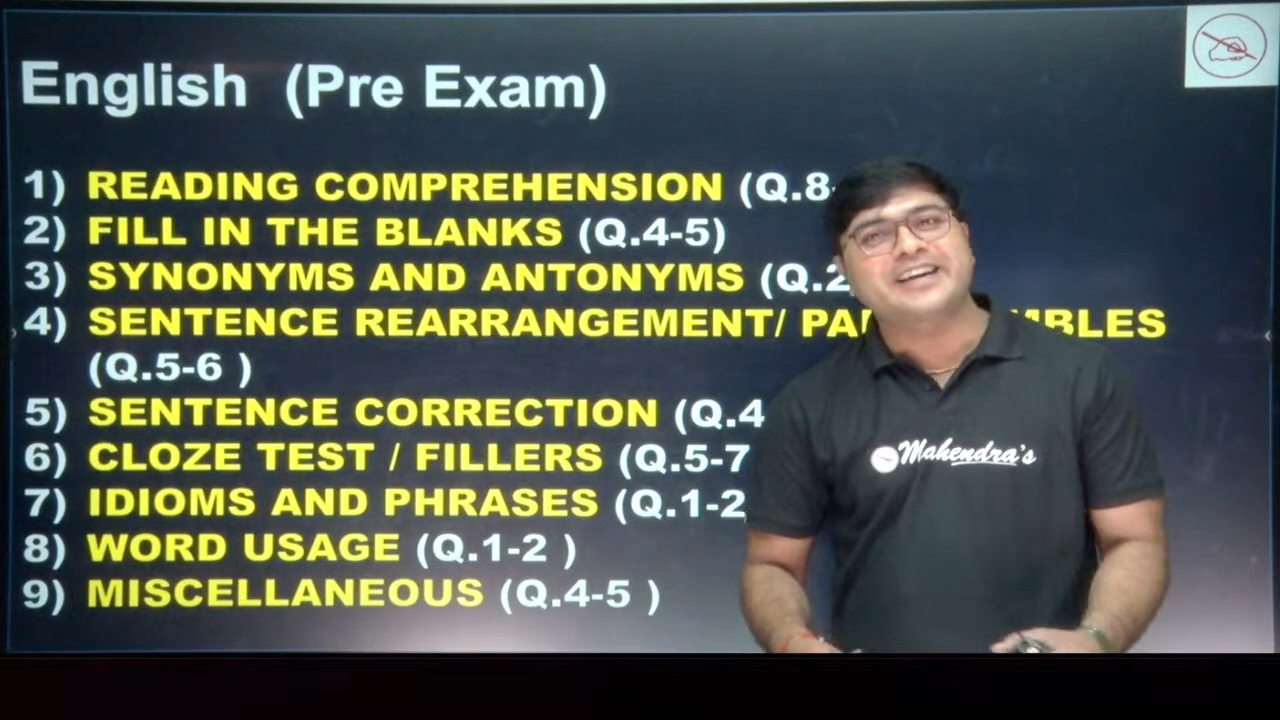 English (Pre Exam)
1) READING COMPREHENSION (Q.8-
2) FILL IN THE BLANKS (Q.4-5)
3) SYNONYMS AND ANTONYMS (Q.2
4) SENTENCE REARRANGEMENT/
(Q.5-6 )
5) SENTENCE CORRECTION (Q.4
6) CLOZE TEST / FILLERS (Q.5-7
7) IDIOMS AND PHRASES (Q.1-2
8) WORD USAGE (Q.1-2 )
9) MISCELLANEOUS (Q.4-5 )
Mahendra's